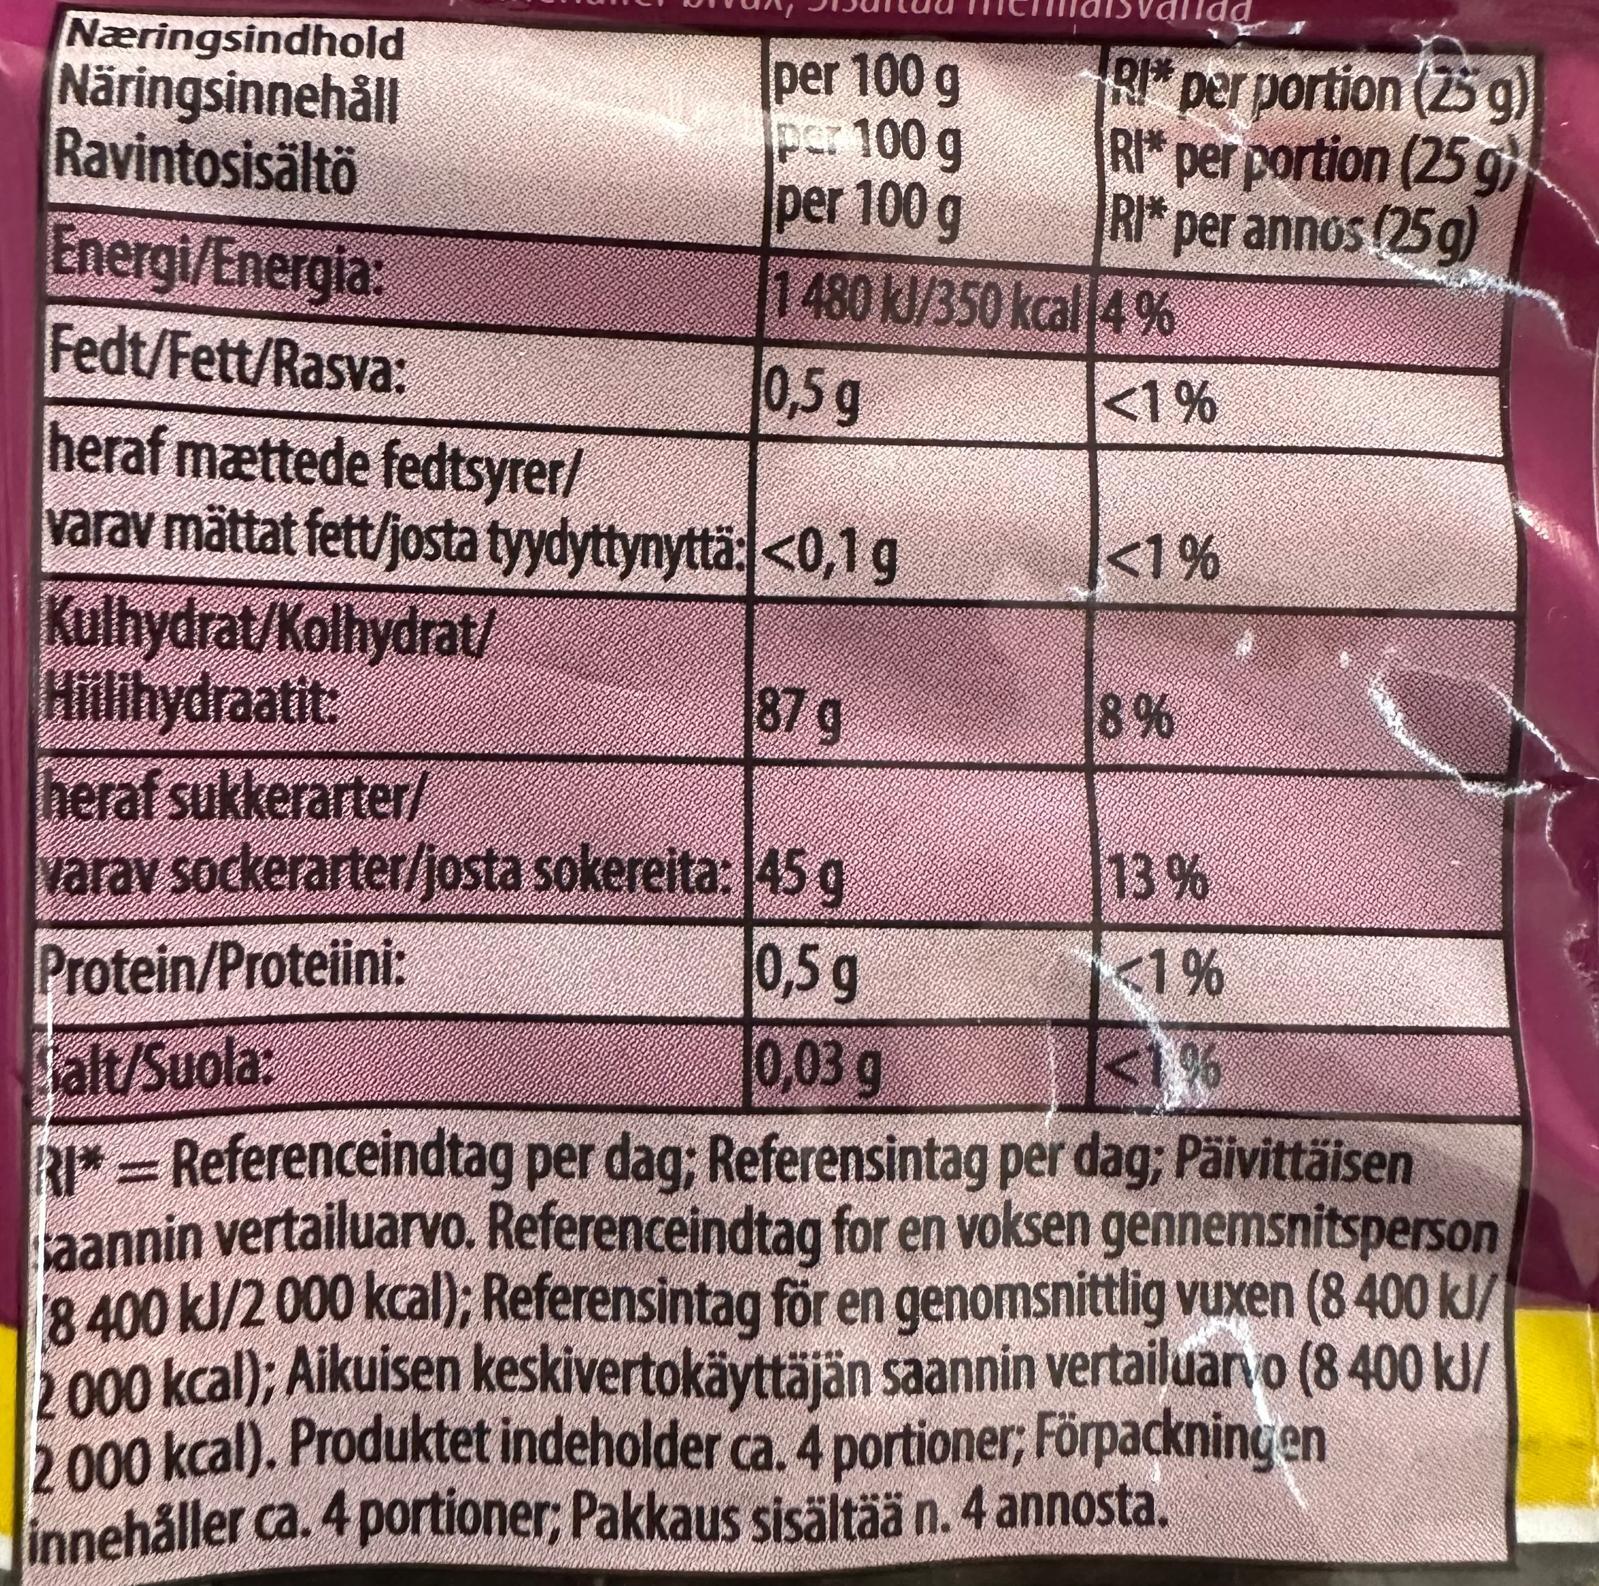 bivax, sisältää mehiläisvahaa
Næringsindhold
Näringsinnehåll
Ravintosisältö
per 100 g
per 100 g
per 100 g
RI* per portion (25 g)
RI* per portion (25 g)
RI* per annos (25g)
Energi/Energia: 1 480 kJ/350 kcal 4 %
Fedt/Fett/Rasva: 0,5 g <1 %
heraf mættede fedtsyrer/
varav mättat fett/josta tyydyttynyttä: <0,1 g <1 %
Kulhydrat/Kolhydrat/
Hiilihydraatit: 87 g 8 %
heraf sukkerarter/
varav sockerarter/josta sokereita: 45 g 13 %
Protein/Proteiini: 0,5 g <1 %
Salt/Suola: 0,03 g <1 %
RI* = Referenceindtag per dag; Referensintag per dag; Päivittäisen
saannin vertailuarvo. Referenceindtag for en voksen gennemsnitsperson
(8 400 kJ/2 000 kcal); Referensintag för en genomsnittlig vuxen (8 400 kJ/
2 000 kcal); Aikuisen keskivertokäyttäjän saannin vertailuarvo (8 400 kJ/
2 000 kcal). Produktet indeholder ca. 4 portioner; Förpackningen
innehåller ca. 4 portioner; Pakkaus sisältää n. 4 annosta.